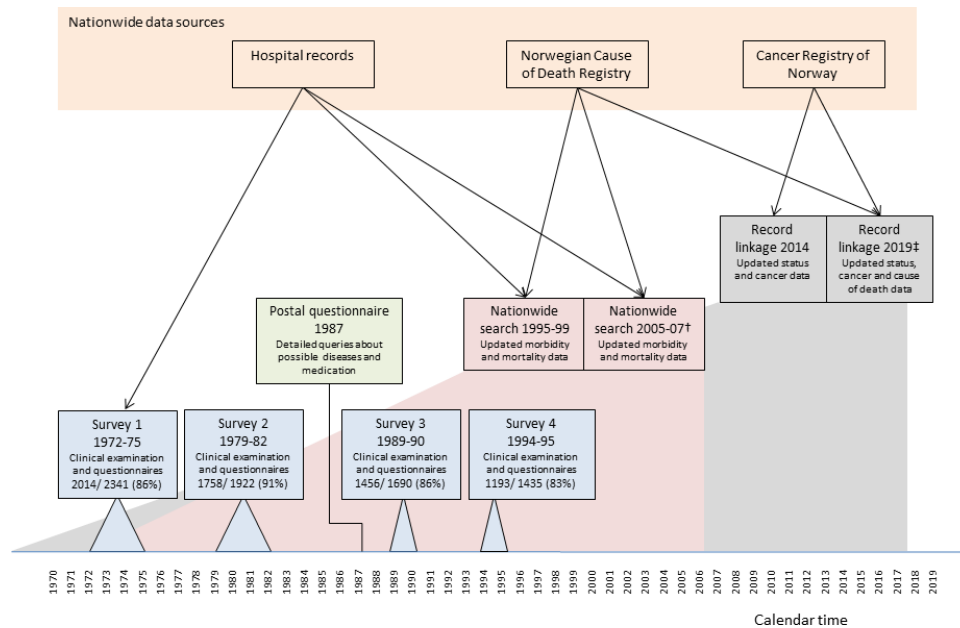 Nationwide data sources
Hospital records
Norwegian Cause
of Death Registry
Cancer Registry of
Norway
Record
linkage 2014
Updated status
and cancer data
Record
linkage 2019‡
Updated status,
cancer and cause
of death data
Postal questionnaire
1987
Detailed queries about
possible diseases and
medication
Nationwide
search 1995-99
Updated morbidity
and mortality data
Nationwide
search 2005-07†
Updated morbidity
and mortality data
Survey 1
1972-75
Clinical examination
and questionnaires
2014/ 2341 (86%)
Survey 2
1979-82
Clinical examination
and questionnaires
1758/ 1922 (91%)
Survey 3
1989-90
Clinical examination
and questionnaires
1456/ 1690 (86%)
Survey 4
1994-95
Clinical examination
and questionnaires
1193/ 1435 (83%)
1970
1971
1972
1973
1974
1975
1976
1977
1978
1979
1980
1981
1982
1983
1984
1985
1986
1987
1988
1989
1990
1991
1992
1993
1994
1995
1996
1997
1998
1999
2000
2001
2002
2003
2004
2005
2006
2007
2008
2009
2010
2011
2012
2013
2014
2015
2016
2017
2018
2019
Calendar time